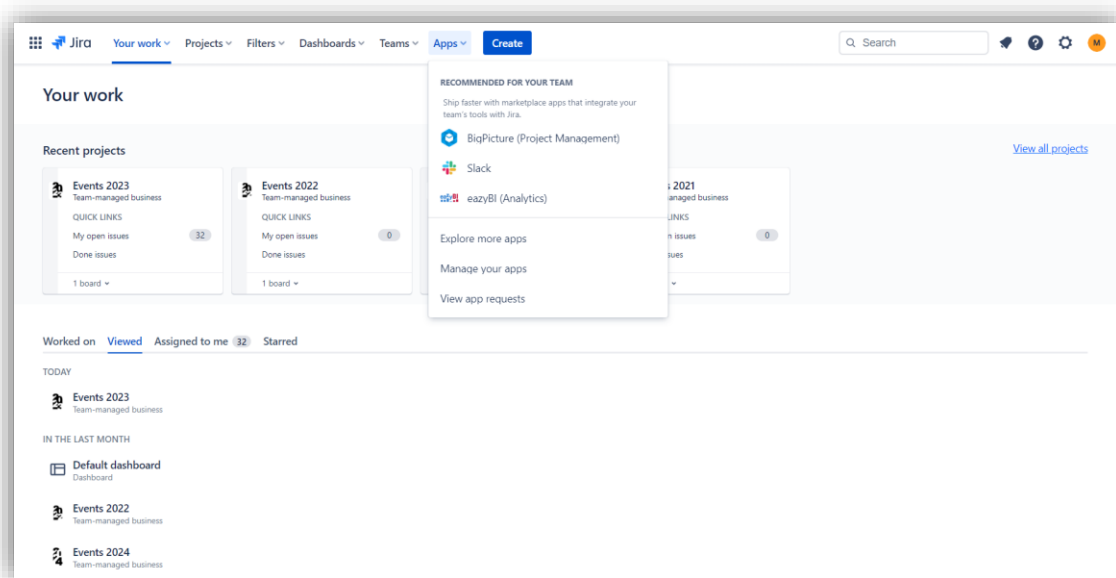 Jira Your work Projects Filters Dashboards Teams Apps Create Search M
Your work
Recent projects
View all projects
Events 2023
Team-managed business
QUICK LINKS
My open issues 32
Done issues
1 board
Events 2022
Team-managed business
QUICK LINKS
My open issues 0
Done issues
1 board
RECOMMENDED FOR YOUR TEAM
Ship faster with marketplace apps that integrate your
team's tools with Jira.
BigPicture (Project Management)
Slack
eazyBI (Analytics)
Explore more apps
Manage your apps
View app requests
2021
business
issues 0
Worked on Viewed Assigned to me 32 Starred
TODAY
Events 2023
Team-managed business
IN THE LAST MONTH
Default dashboard
Dashboard
Events 2022
Team-managed business
Events 2024
Team-managed business